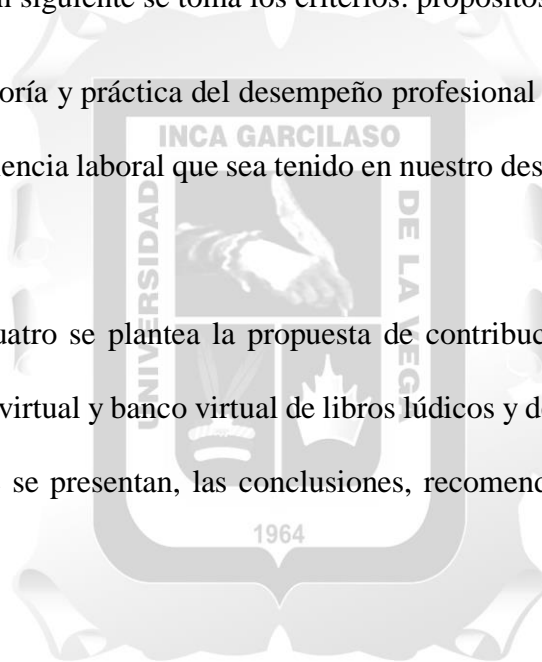 n siguiente se toma los criterios: propósitos
oría y práctica del desempeño profesional
INCA GARCILASO
iencia laboral que sea tenido en nuestro des
UNIVERSIDAD
DE LA VEGA
uatro se plantea la propuesta de contribuc
virtual y banco virtual de libros lúdicos y d
se presentan, las conclusiones, recomend
1964